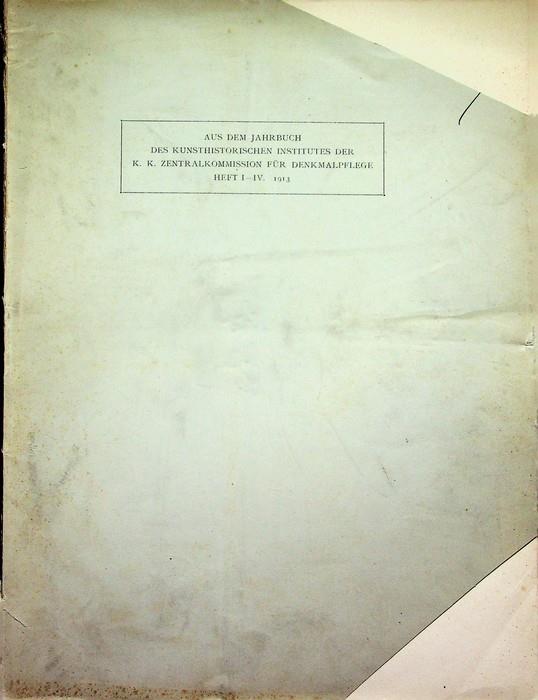 AUS DEM JAHRBUCH
DES KUNSTHISTORISCHEN INSTITUTES DER
K. K. ZENTRALKOMMISSION FÜR DENKMALPFLEGE
HEFT I—IV. 1913